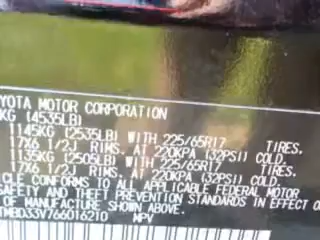 YOTA MOTOR CORPORATION
KG (4535LB)
1145KG (2535LB) WITH 225/65R17 TIRES.
17X6 1/2J RIMS. AT 220KPA (32PSI) COLD.
1135KG (2505LB) WITH 225/65R17 TIRES.
17X6 1/2J RIMS. AT 220KPA (32PSI) COLD.
CLE CONFORMS TO ALL APPLICABLE FEDERAL MOTOR
SAFETY AND THEFT PREVENTION STANDARDS IN EFFECT O
OF MANUFACTURE SHOWN ABOVE.
TMBD33V766016210 MPV